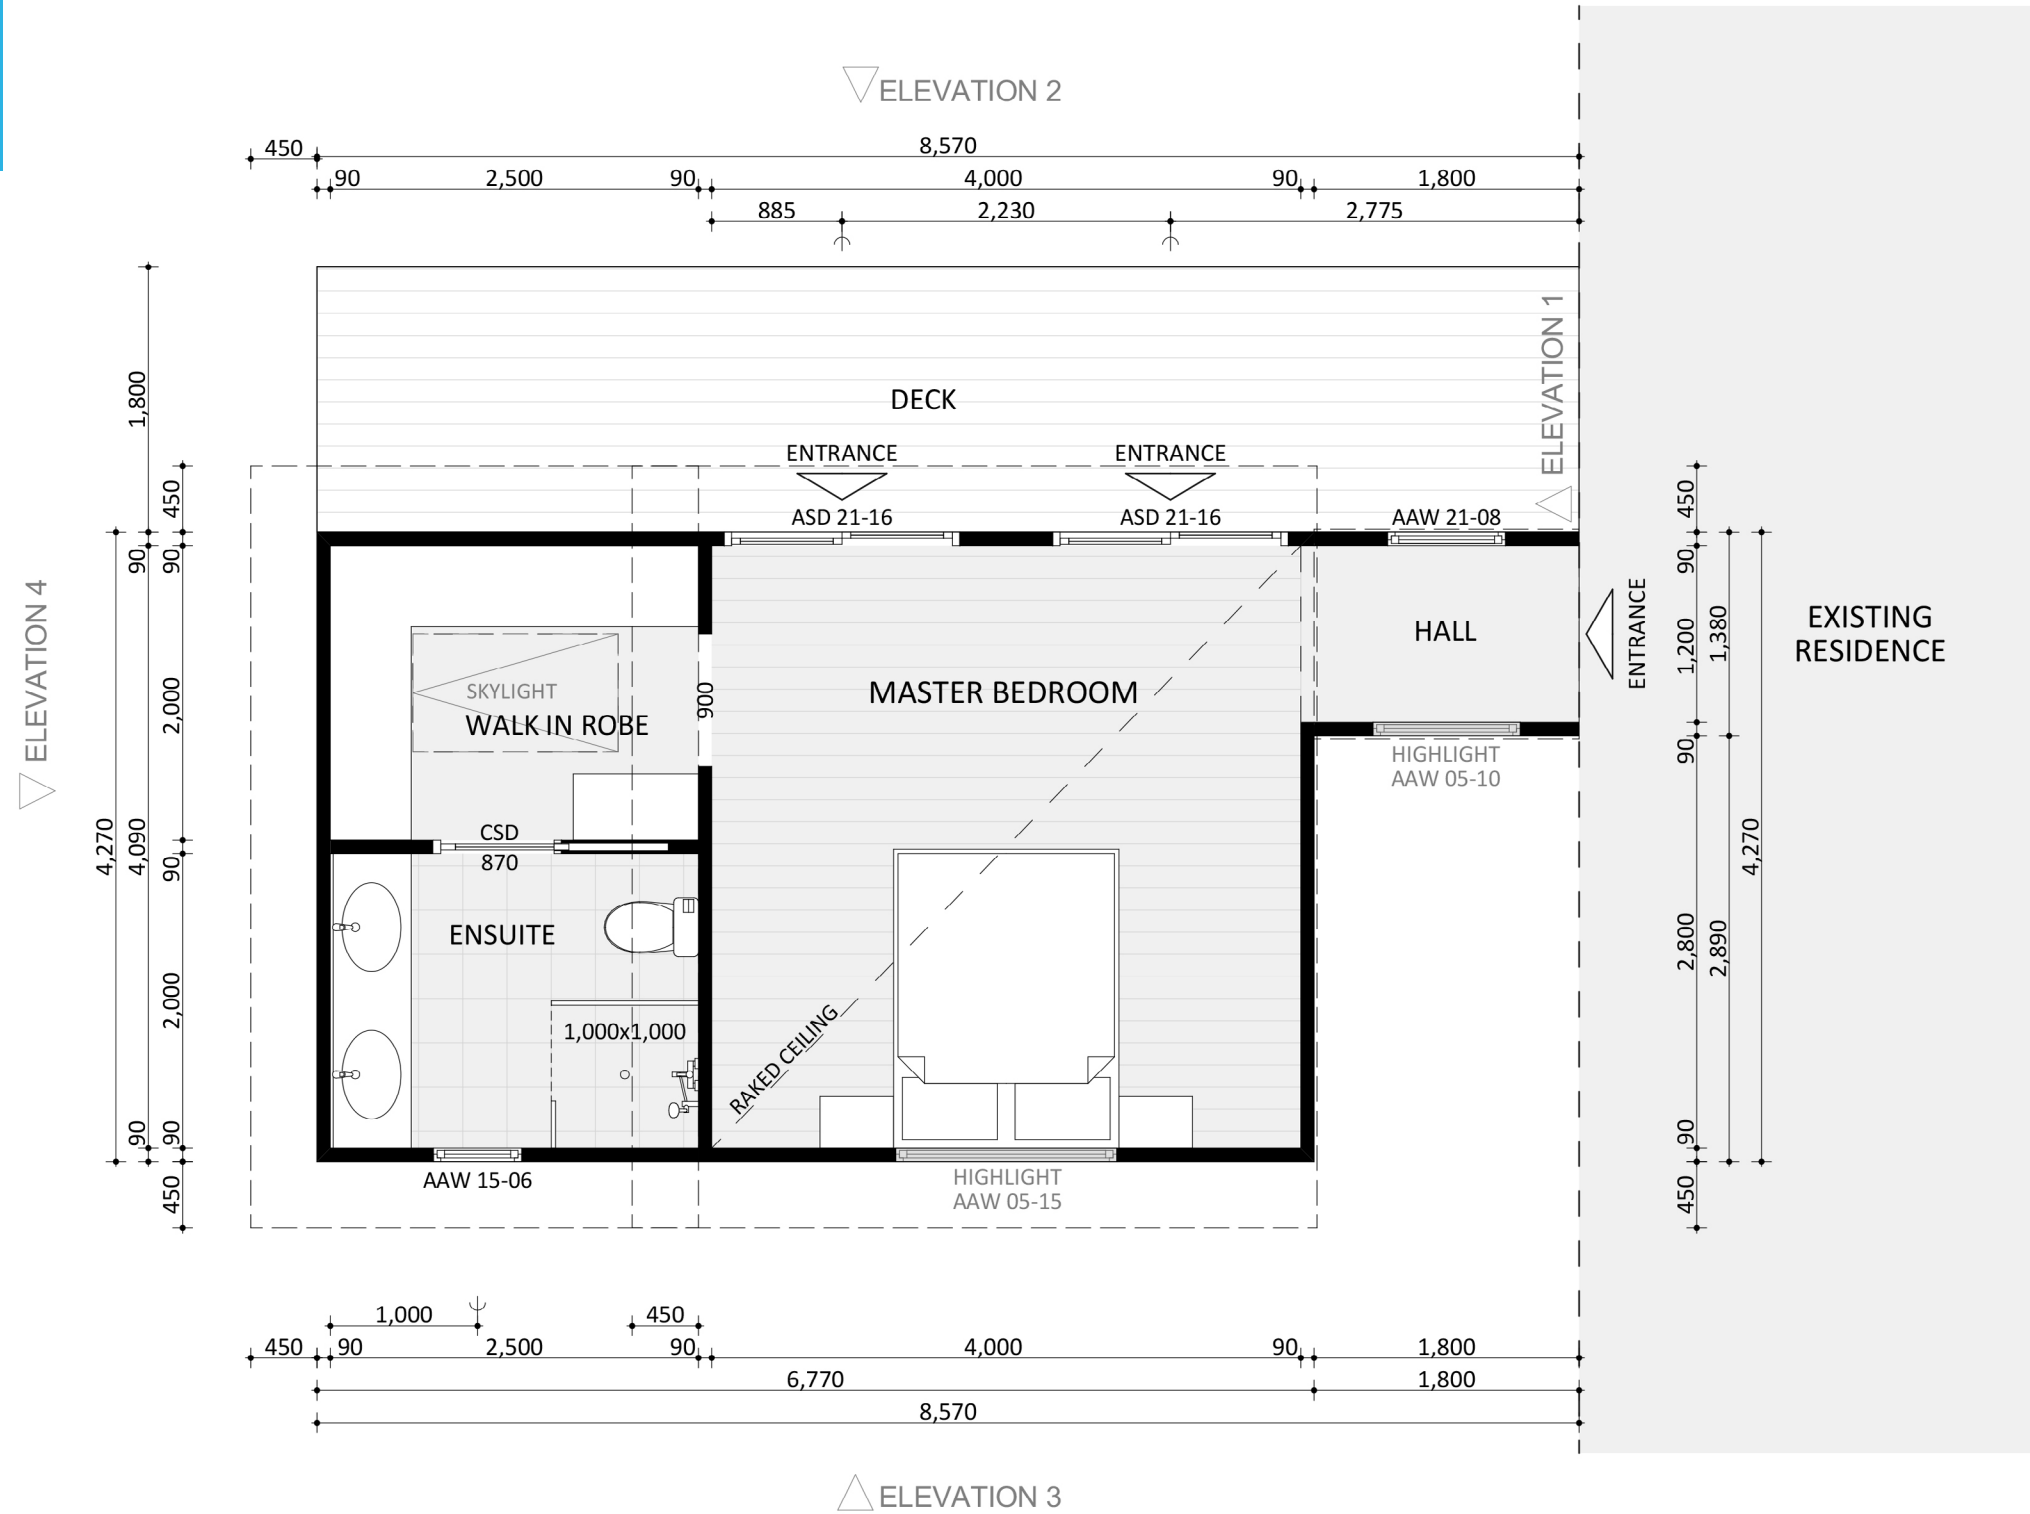 ELEVATION 2
450 8,570
90 2,500 90 4,000 90 1,800
885 2,230 2,775
ELEVATION 1
1,800
DECK
ENTRANCE ENTRANCE
450 450
ASD 21-16 ASD 21-16 AAW 21-08
90 90 90
ELEVATION 4
ENTRANCE
EXISTING
RESIDENCE
HALL
1,200 1,380
SKYLIGHT
WALK IN ROBE
900
MASTER BEDROOM
2,000
90
HIGHLIGHT
AAW 05-10
CSD
870
4,270 4,090 90
4,270
ENSUITE
2,800 2,890
2,000
1,000x1,000
RAKED CEILING
90 90 90
AAW 15-06
HIGHLIGHT
AAW 05-15
450 450
1,000 450
450 90 2,500 90 4,000 90 1,800
6,770 1,800
8,570
ELEVATION 3